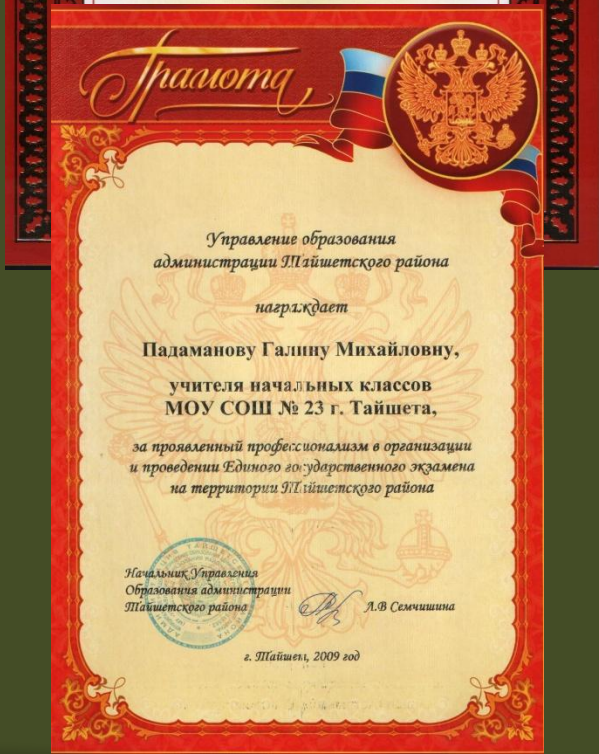 Грамота
Управление образования
администрации Тайшетского района
награждает
Падаманову Галину Михайловну,
учителя начальных классов
МОУ СОШ № 23 г. Тайшета,
за проявленный профессионализм в организации
и проведении Единого государственного экзамена
на территории Тайшетского района
Начальник Управления
Образования администрации
Тайшетского района
Л.В Семчишина
г. Тайшет, 2009 год